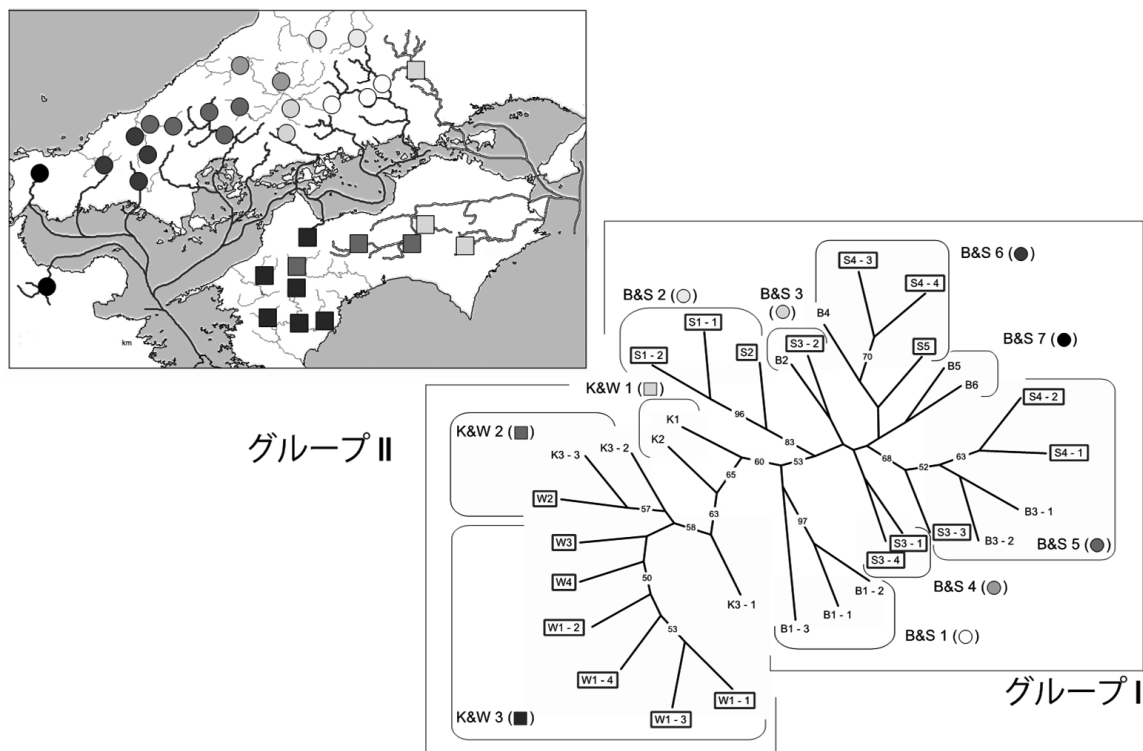 km
グループ I
グループ II
B&S 6 (●)
S4 - 3
S4 - 4
B4
70
S5
B&S 3
(○)
S3 - 2
B2
B&S 2 (○)
S1 - 1
S1 - 2
S2
96
83
53
B&S 7 (●)
B5
B6
S4 - 2
S4 - 1
63
52
68
B3 - 1
B3 - 2
S3 - 3
B&S 5 (●)
S3 - 1
S3 - 4
B&S 4 (●)
97
B1 - 2
B1 - 1
B1 - 3
B&S 1 (○)
K&W 1 (□)
K1
K2
60
65
63
58
K3 - 1
K&W 2 (■)
K3 - 2
K3 - 3
W2
57
W3
W4
50
W1 - 2
53
W1 - 4
W1 - 3
W1 - 1
K&W 3 (■)